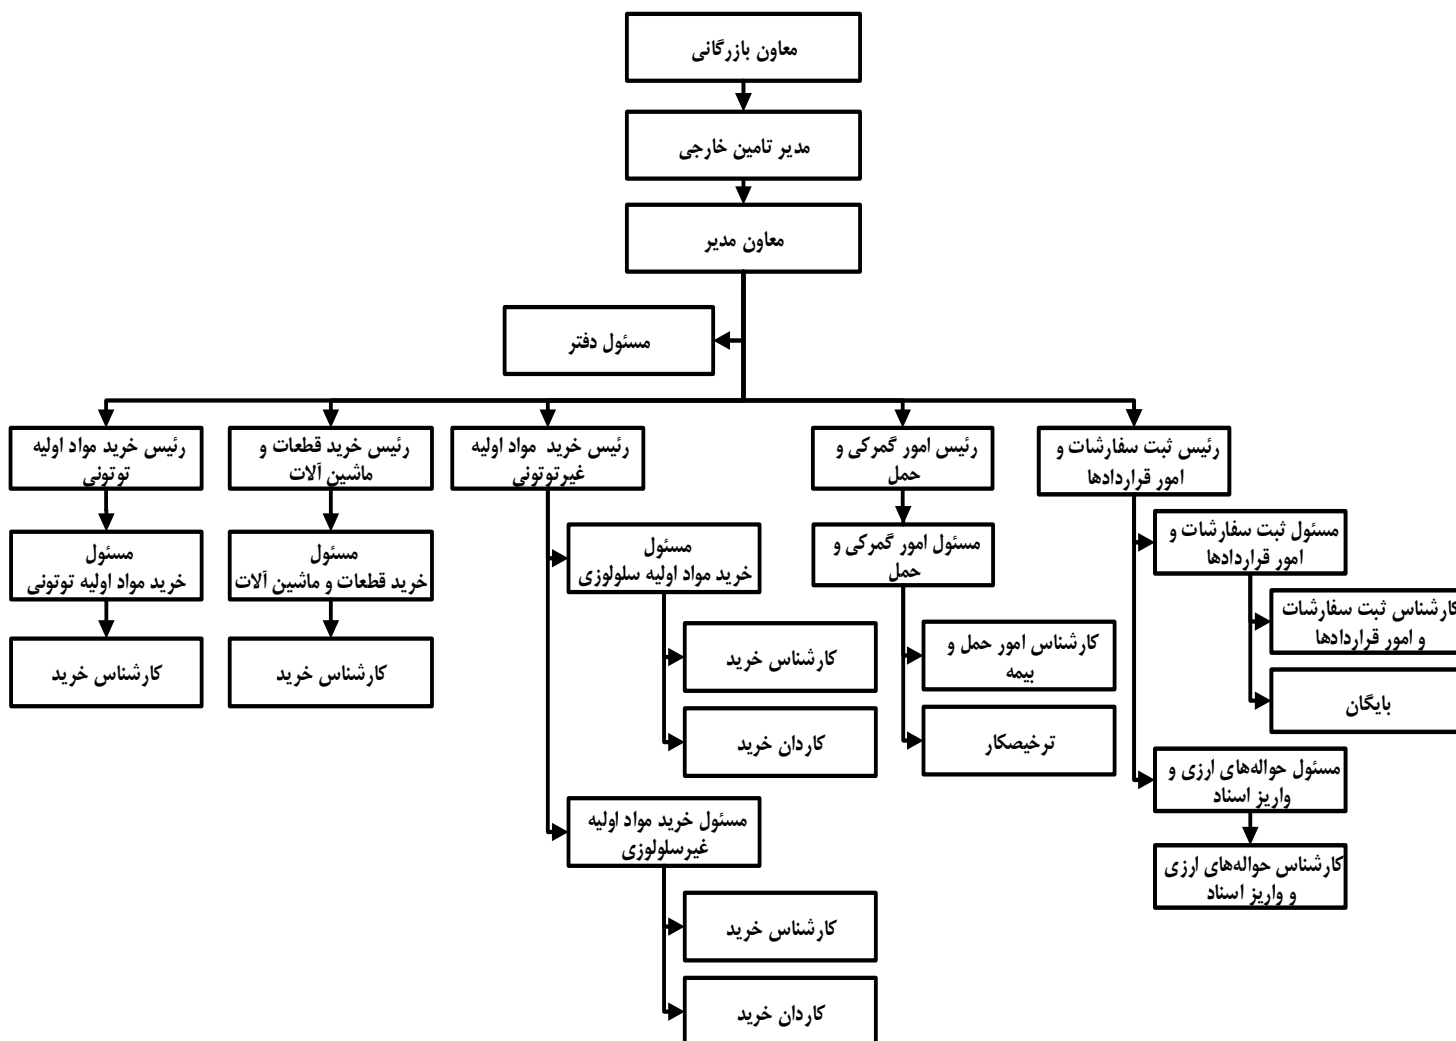 معاون بازرگانی
مدیر تامین خارجی
معاون مدیر
مسئول دفتر
رئیس ثبت سفارشات و
امور قراردادها
رئیس امور گمرکی و
حمل
رئیس خرید مواد اولیه
غیرتوتونی
رئیس خرید قطعات و
ماشین آلات
رئیس خرید مواد اولیه
توتونی
مسئول ثبت سفارشات و
امور قراردادها
کارشناس ثبت سفارشات
و امور قراردادها
بایگان
مسئول حواله‌های ارزی و
واریز اسناد
کارشناس حواله‌های ارزی
و واریز اسناد
مسئول امور گمرکی و
حمل
کارشناس امور حمل و
بیمه
ترخیصکار
مسئول
خرید مواد اولیه سلولوزی
کارشناس خرید
کاردان خرید
مسئول خرید مواد اولیه
غیرسلولوزی
کارشناس خرید
کاردان خرید
مسئول
خرید قطعات و ماشین آلات
کارشناس خرید
مسئول
خرید مواد اولیه توتونی
کارشناس خرید